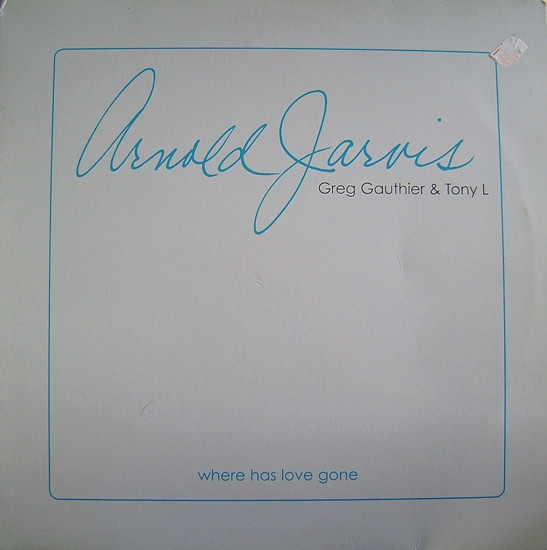 Arnold Jarvis
Greg Gauthier & Tony L
where has love gone